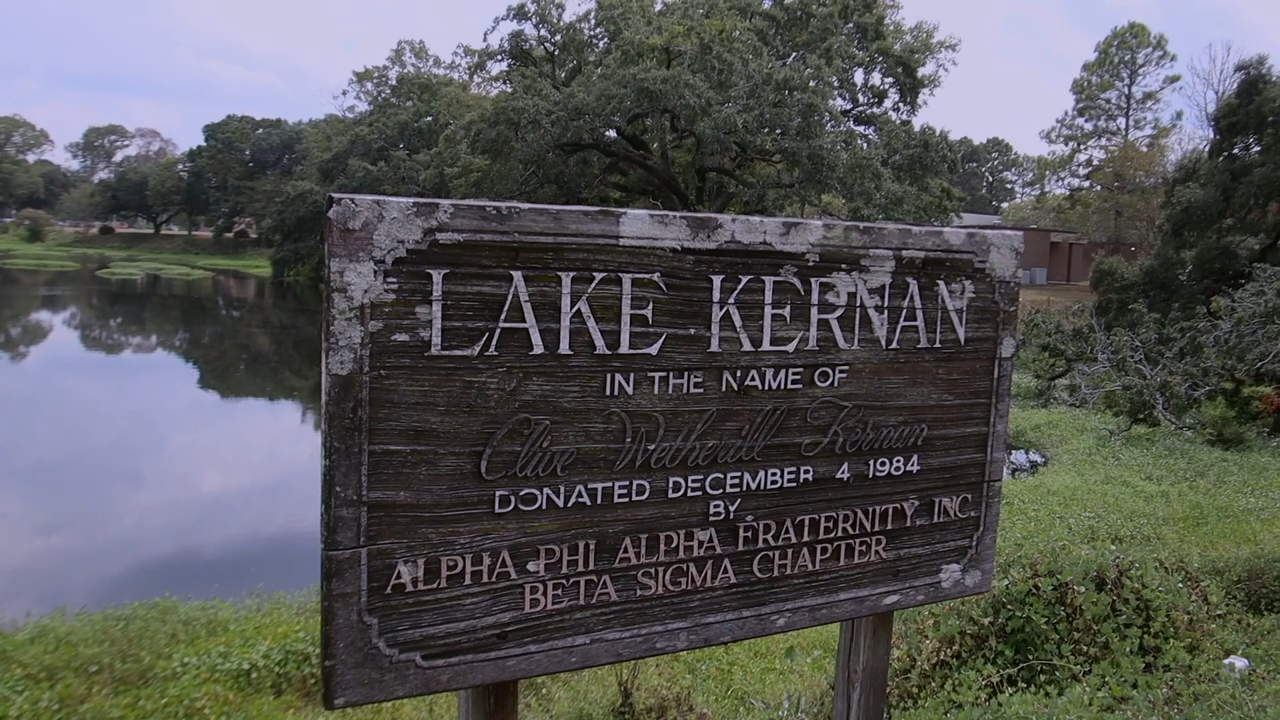 LAKE KERNAN
IN THE NAME OF
Clive Wetherill Kernan
DONATED DECEMBER 4, 1984
BY
ALPHA PHI ALPHA FRATERNITY, INC.
BETA SIGMA CHAPTER